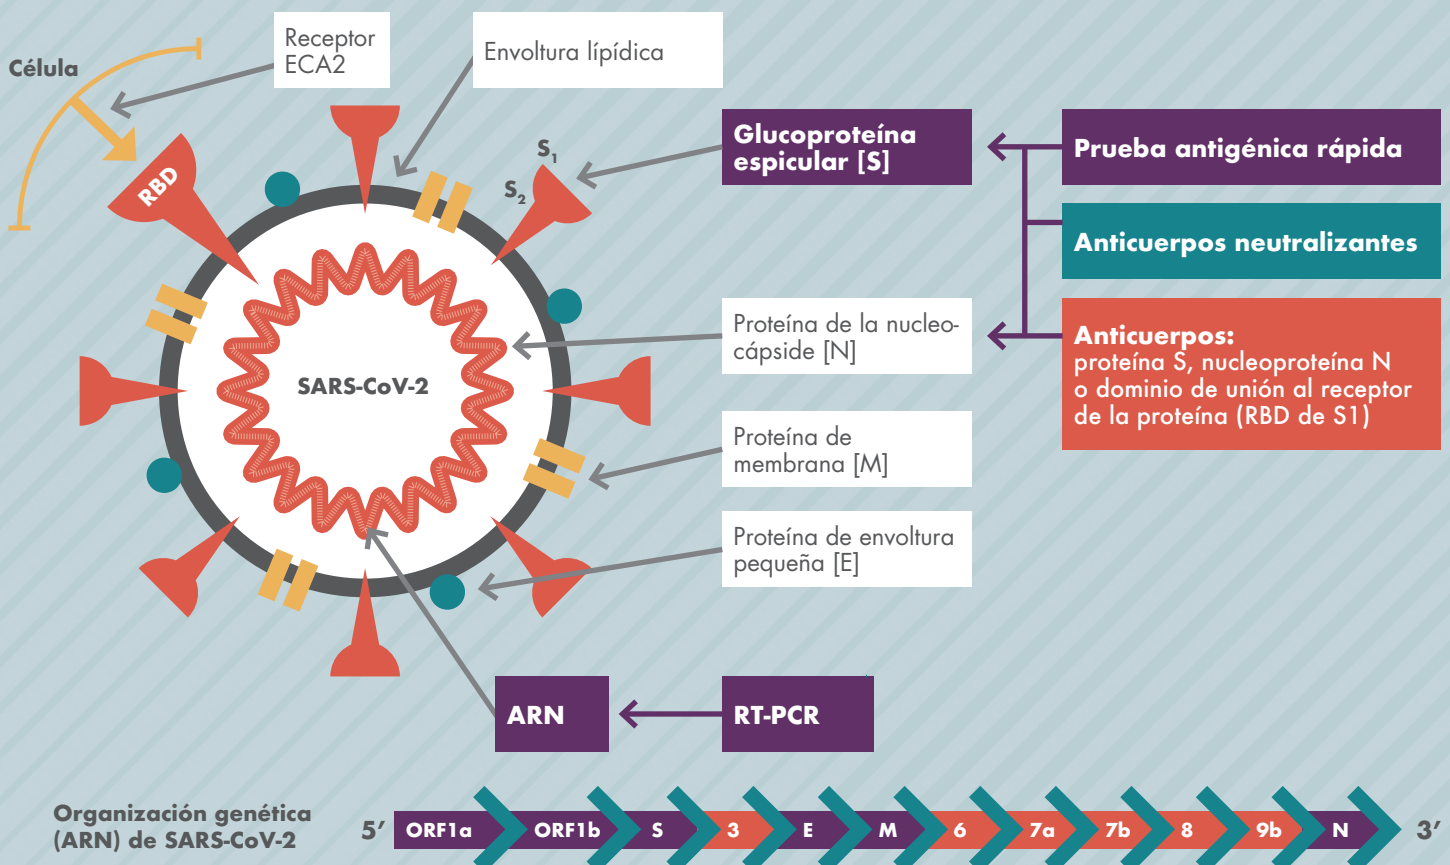 Célula
Receptor
ECA2
Envoltura lípídica
RBD
S1
S2
Glucoproteína
espicular [S]
Prueba antigénica rápida
Anticuerpos neutralizantes
Anticuerpos:
proteína S, nucleoproteína N
o dominio de unión al receptor
de la proteína (RBD de S1)
Proteína de la nucleo-
cápside [N]
SARS-CoV-2
Proteína de
membrana [M]
Proteína de envoltura
pequeña [E]
ARN
RT-PCR
Organización genética
(ARN) de SARS-CoV-2
5′ ORF1a ORF1b S 3 E M 6 7a 7b 8 9b N 3′